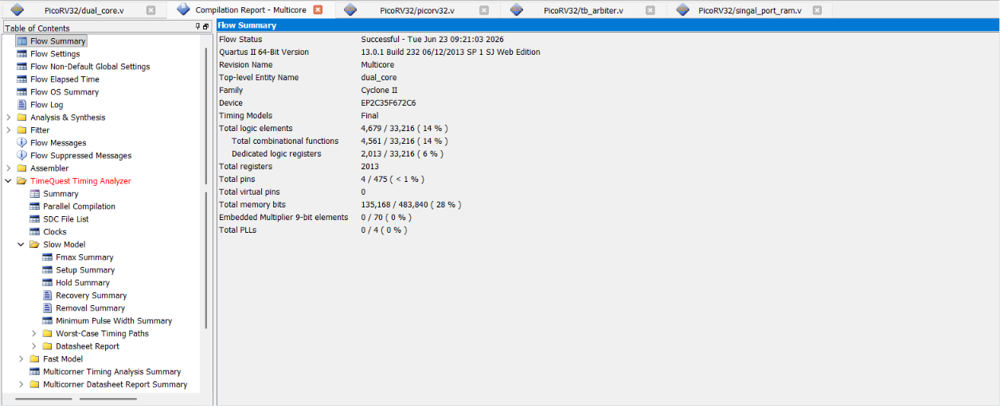 PicoRV32/dual_core.v
Compilation Report - Multicore
PicoRV32/picorv32.v
PicoRV32/tb_arbiter.v
PicoRV32/singal_port_ram.v
Table of Contents
Flow Summary
Flow Settings
Flow Non-Default Global Settings
Flow Elapsed Time
Flow OS Summary
Flow Log
Analysis & Synthesis
Fitter
Flow Messages
Flow Suppressed Messages
Assembler
TimeQuest Timing Analyzer
Summary
Parallel Compilation
SDC File List
Clocks
Slow Model
Fmax Summary
Setup Summary
Hold Summary
Recovery Summary
Removal Summary
Minimum Pulse Width Summary
Worst-Case Timing Paths
Datasheet Report
Fast Model
Multicorner Timing Analysis Summary
Multicorner Datasheet Report Summary
Flow Summary
Flow Status Successful - Tue Jun 23 09:21:03 2026
Quartus II 64-Bit Version 13.0.1 Build 232 06/12/2013 SP 1 SJ Web Edition
Revision Name Multicore
Top-level Entity Name dual_core
Family Cyclone II
Device EP2C35F672C6
Timing Models Final
Total logic elements 4,679 / 33,216 ( 14 % )
Total combinational functions 4,561 / 33,216 ( 14 % )
Dedicated logic registers 2,013 / 33,216 ( 6 % )
Total registers 2013
Total pins 4 / 475 ( < 1 % )
Total virtual pins 0
Total memory bits 135,168 / 483,840 ( 28 % )
Embedded Multiplier 9-bit elements 0 / 70 ( 0 % )
Total PLLs 0 / 4 ( 0 % )